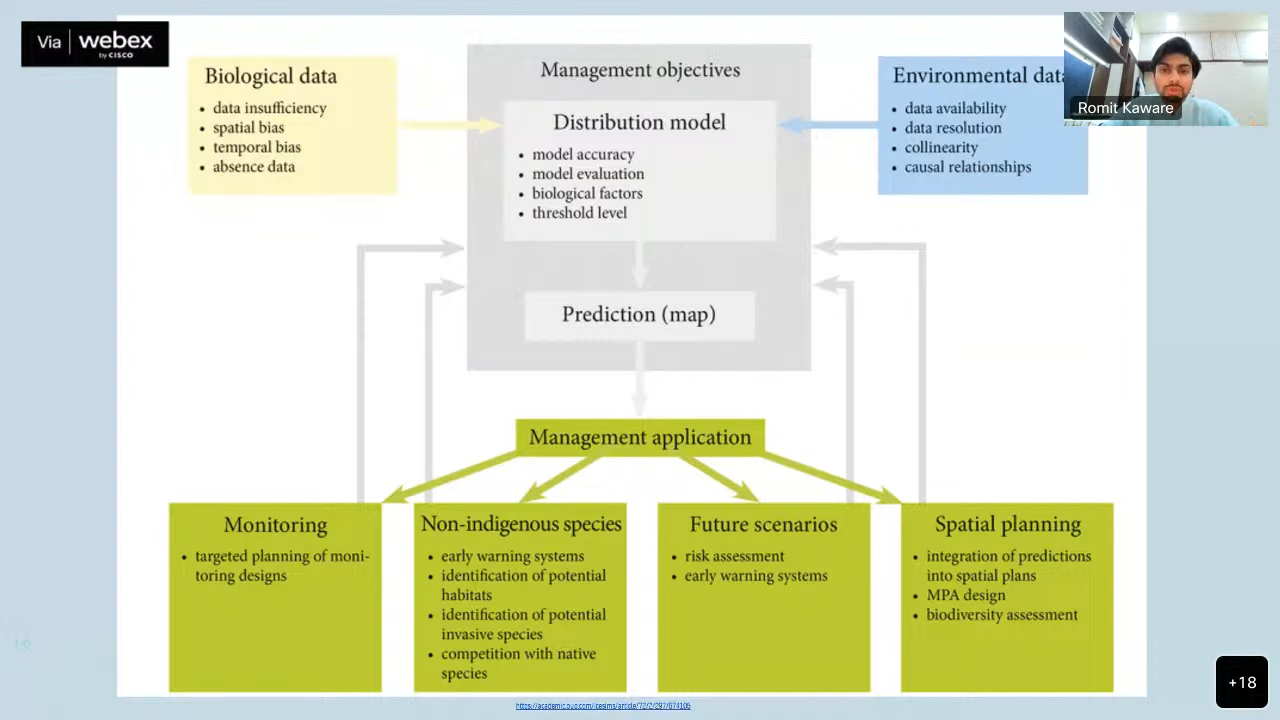 Via webex
by CISCO
Biological data
• data insufficiency
• spatial bias
• temporal bias
• absence data
Management objectives
Distribution model
• model accuracy
• model evaluation
• biological factors
• threshold level
Prediction (map)
Environmental data
• data availability
• data resolution
• collinearity
• causal relationships
Romit Kaware
Management application
Monitoring
• targeted planning of moni-
toring designs
Non-indigenous species
• early warning systems
• identification of potential
habitats
• identification of potential
invasive species
• competition with native
species
Future scenarios
• risk assessment
• early warning systems
Spatial planning
• integration of predictions
into spatial plans
• MPA design
• biodiversity assessment
+18